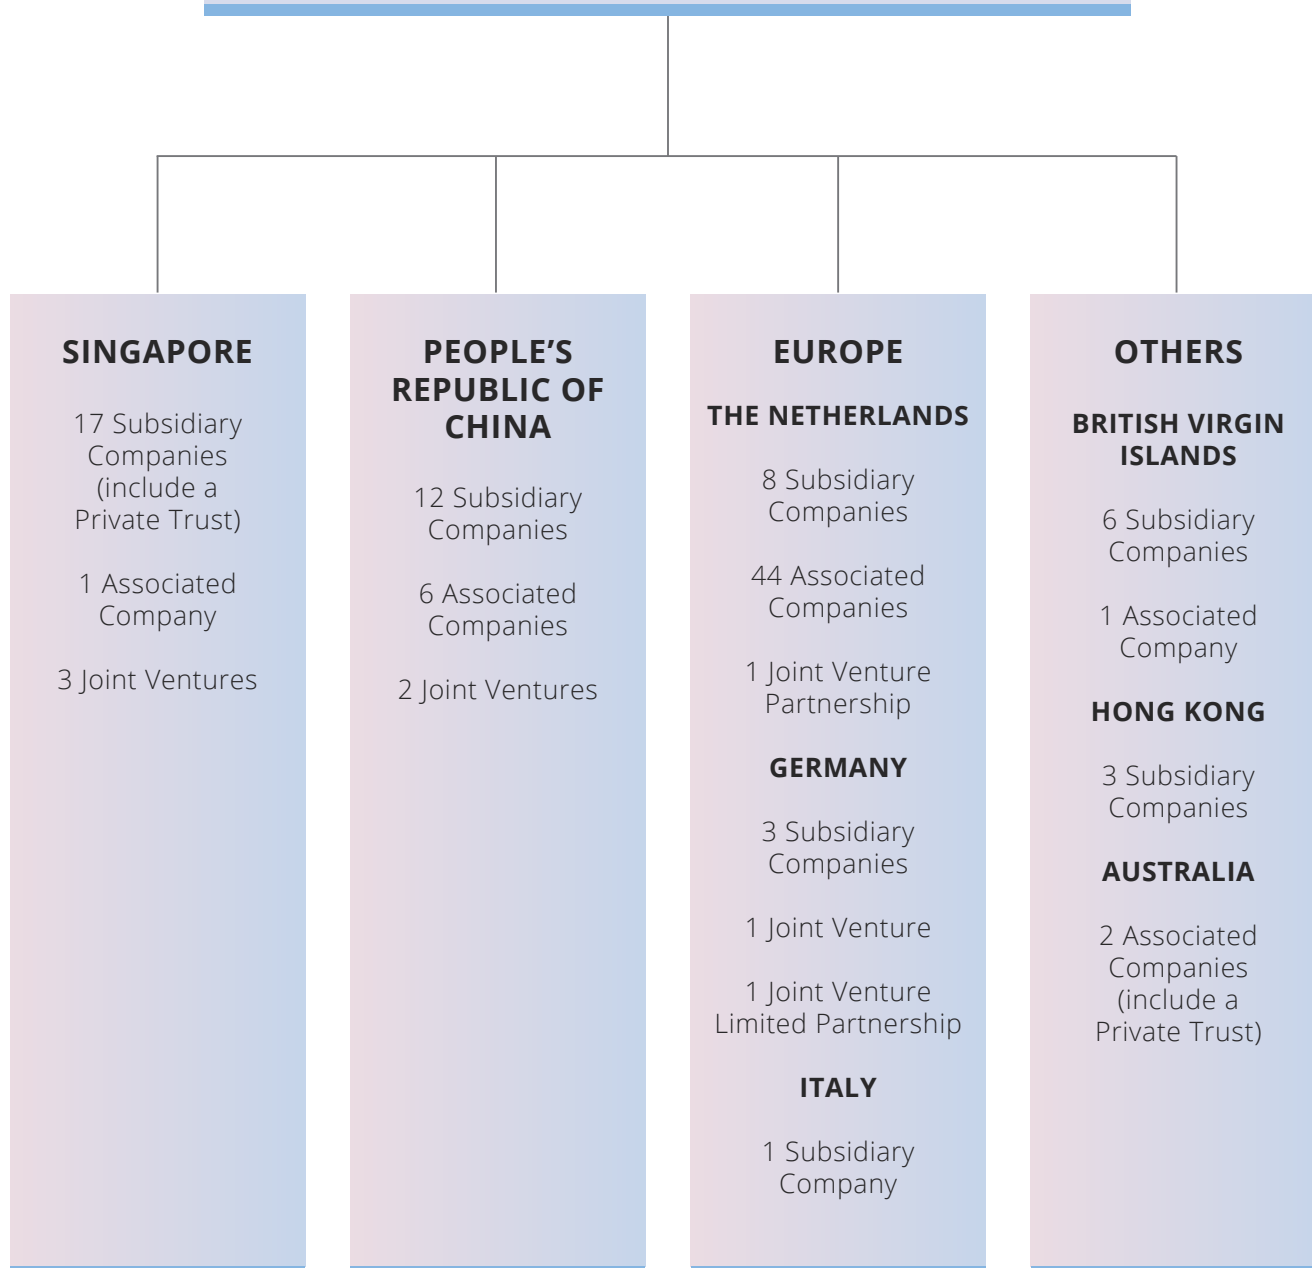 SINGAPORE
17 Subsidiary
Companies
(include a
Private Trust)
1 Associated
Company
3 Joint Ventures
PEOPLE’S
REPUBLIC OF
CHINA
12 Subsidiary
Companies
6 Associated
Companies
2 Joint Ventures
EUROPE
THE NETHERLANDS
8 Subsidiary
Companies
44 Associated
Companies
1 Joint Venture
Partnership
GERMANY
3 Subsidiary
Companies
1 Joint Venture
1 Joint Venture
Limited Partnership
ITALY
1 Subsidiary
Company
OTHERS
BRITISH VIRGIN
ISLANDS
6 Subsidiary
Companies
1 Associated
Company
HONG KONG
3 Subsidiary
Companies
AUSTRALIA
2 Associated
Companies
(include a
Private Trust)